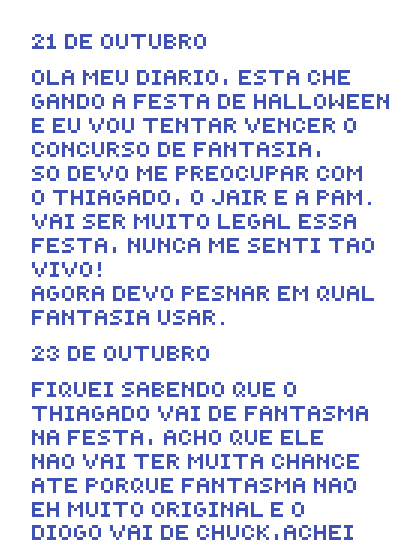 21 DE OUTUBRO
OLA MEU DIARIO, ESTA CHE
GANDO A FESTA DE HALLOWEEN
E EU VOU TENTAR VENCER O
CONCURSO DE FANTASIA,
SO DEVO ME PREOCUPAR COM
O THIAGADO, O JAIR E A PAM.
VAI SER MUITO LEGAL ESSA
FESTA, NUNCA ME SENTI TAO
VIVO!
AGORA DEVO PESNAR EM QUAL
FANTASIA USAR.
23 DE OUTUBRO
FIQUEI SABENDO QUE O
THIAGADO VAI DE FANTASMA
NA FESTA, ACHO QUE ELE
NAO VAI TER MUITA CHANCE
ATE PORQUE FANTASMA NAO
EH MUITO ORIGINAL E O
DIOGO VAI DE CHUCK,ACHEI